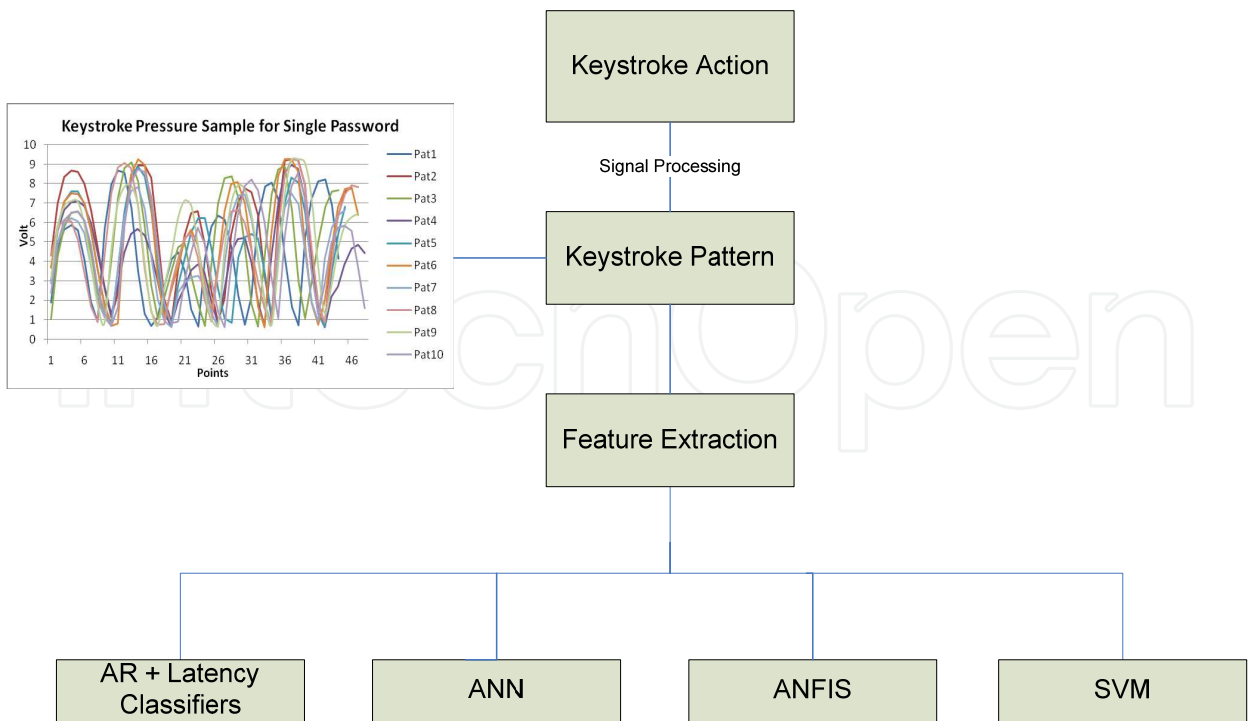 Keystroke Action
Signal Processing
Keystroke Pattern
Keystroke Pressure Sample for Single Password
10
9
8
7
6
5
4
3
2
1
0
Volt
1 6 11 16 21 26 31 36 41 46
Points
Pat1
Pat2
Pat3
Pat4
Pat5
Pat6
Pat7
Pat8
Pat9
Pat10
IntechOpen
Feature Extraction
AR + Latency
Classifiers
ANN
ANFIS
SVM